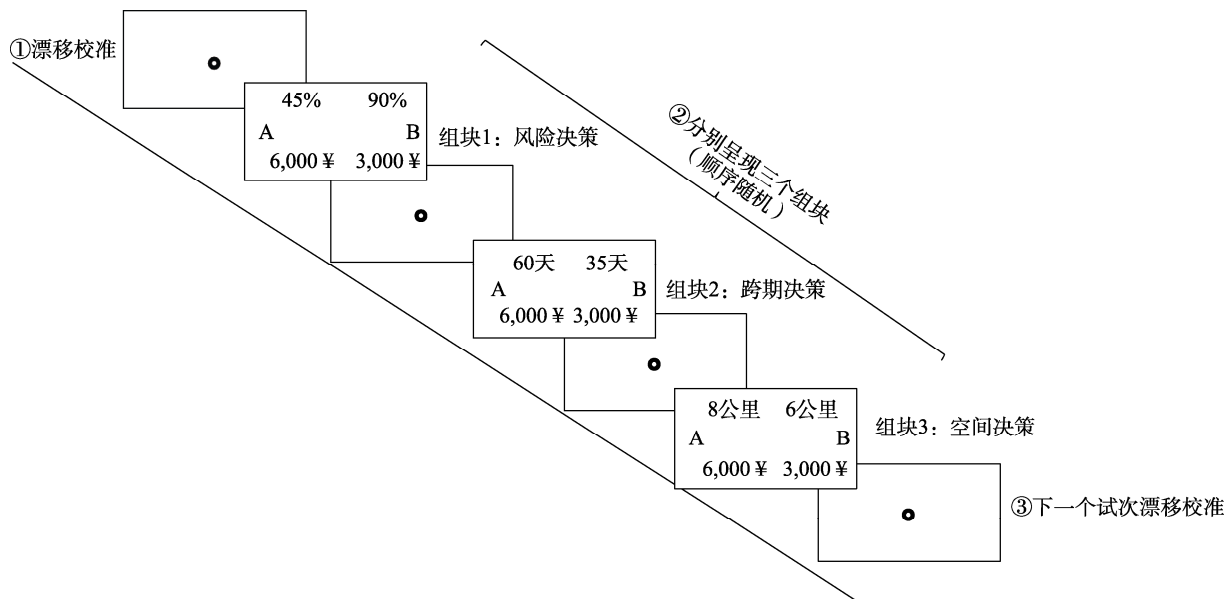 ①漂移校准
45% 90%
A B
6,000￥ 3,000￥
组块1：风险决策
②分别呈现三个组块
（顺序随机）
60天 35天
A B
6,000￥ 3,000￥
组块2：跨期决策
8公里 6公里
A B
6,000￥ 3,000￥
组块3：空间决策
③下一个试次漂移校准